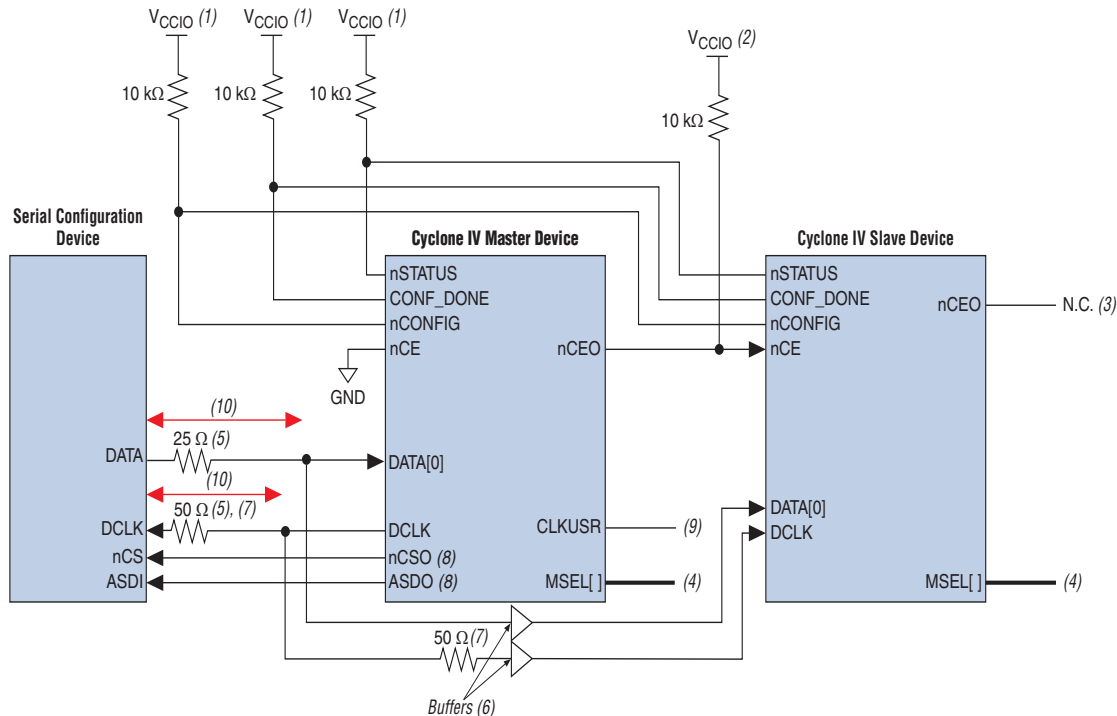 VCCIO (1) VCCIO (1) VCCIO (1)
VCCIO (2)
10 kΩ 10 kΩ 10 kΩ
10 kΩ
Serial Configuration
Device
Cyclone IV Master Device
Cyclone IV Slave Device
nSTATUS
CONF_DONE
nCONFIG
nCE
nCEO
GND
nSTATUS
CONF_DONE
nCONFIG
nCE
nCEO
N.C. (3)
(10)
25 Ω (5)
DATA
DATA[0]
(10)
50 Ω (5), (7)
DCLK
DCLK
nCS
nCSO (8)
ASDI
ASDO (8)
CLKUSR
(9)
MSEL[ ]
(4)
DATA[0]
DCLK
MSEL[ ]
(4)
50 Ω (7)
Buffers (6)